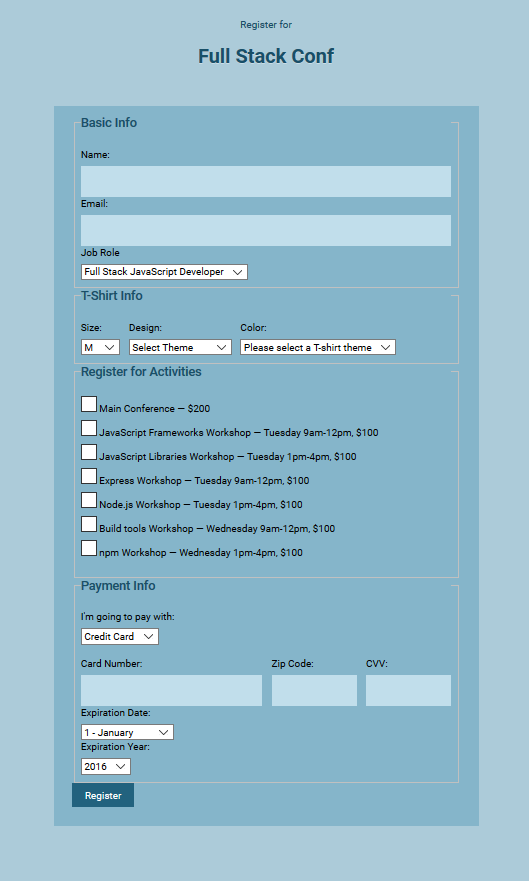 Register for
Full Stack Conf
Basic Info
Name:
Email:
Job Role
Full Stack JavaScript Developer
T-Shirt Info
Size: Design: Color:
M Select Theme Please select a T-shirt theme
Register for Activities
Main Conference — $200
JavaScript Frameworks Workshop — Tuesday 9am-12pm, $100
JavaScript Libraries Workshop — Tuesday 1pm-4pm, $100
Express Workshop — Tuesday 9am-12pm, $100
Node.js Workshop — Tuesday 1pm-4pm, $100
Build tools Workshop — Wednesday 9am-12pm, $100
npm Workshop — Wednesday 1pm-4pm, $100
Payment Info
I'm going to pay with:
Credit Card
Card Number: Zip Code: CVV:
Expiration Date:
1 - January
Expiration Year:
2016
Register